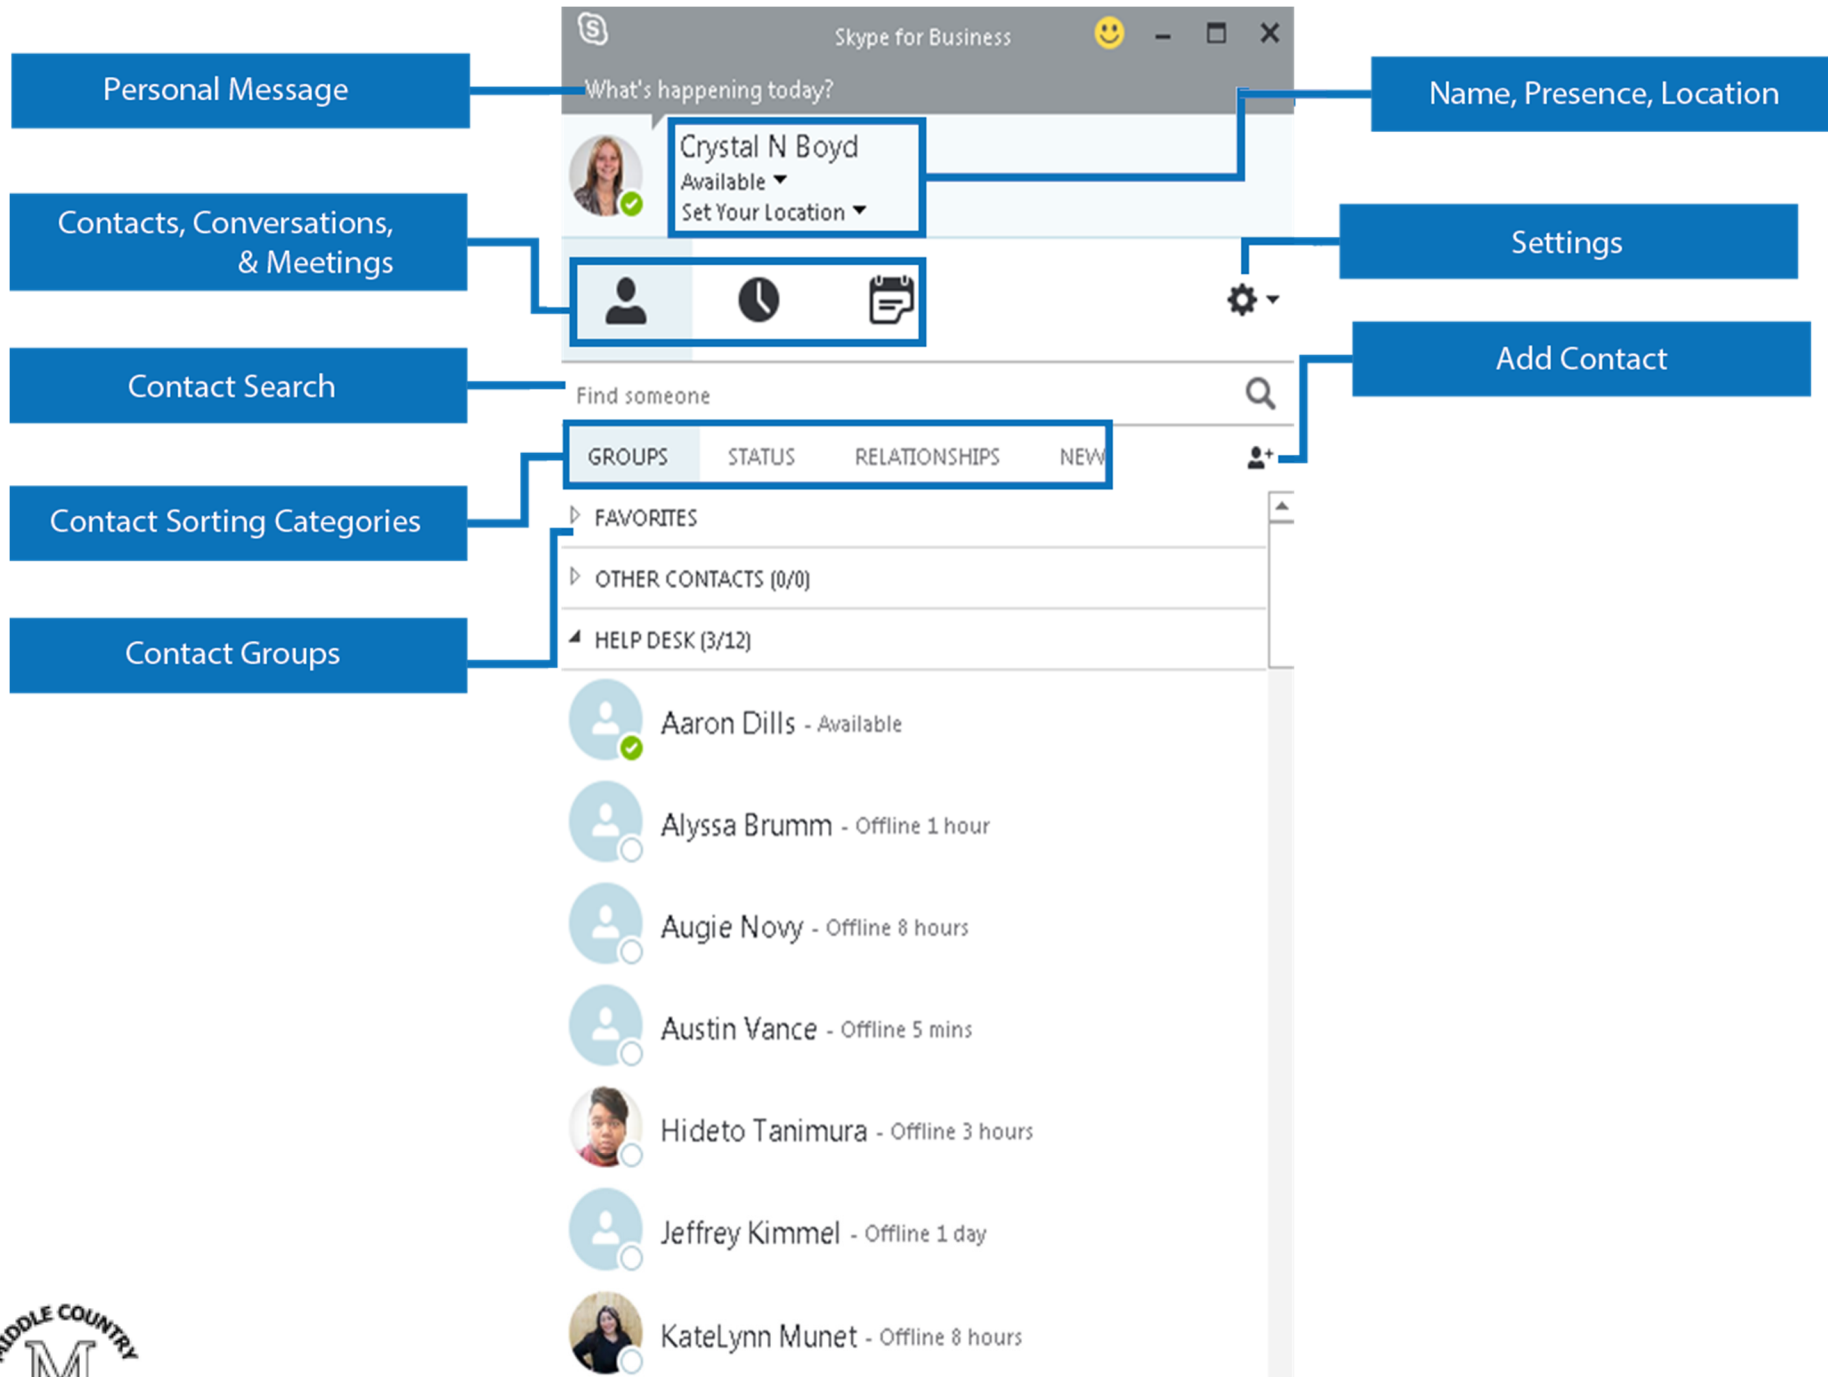 Skype for Business
Personal Message
What's happening today?
Name, Presence, Location
Crystal N Boyd
Available
Set Your Location
Contacts, Conversations,
& Meetings
Settings
Add Contact
Contact Search
Find someone
GROUPS STATUS RELATIONSHIPS NEW
Contact Sorting Categories
FAVORITES
OTHER CONTACTS (0/0)
HELP DESK (3/12)
Contact Groups
Aaron Dills - Available
Alyssa Brumm - Offline 1 hour
Augie Novy - Offline 8 hours
Austin Vance - Offline 5 mins
Hideto Tanimura - Offline 3 hours
Jeffrey Kimmel - Offline 1 day
KateLynn Munet - Offline 8 hours
MIDDLE COUNTRY
M